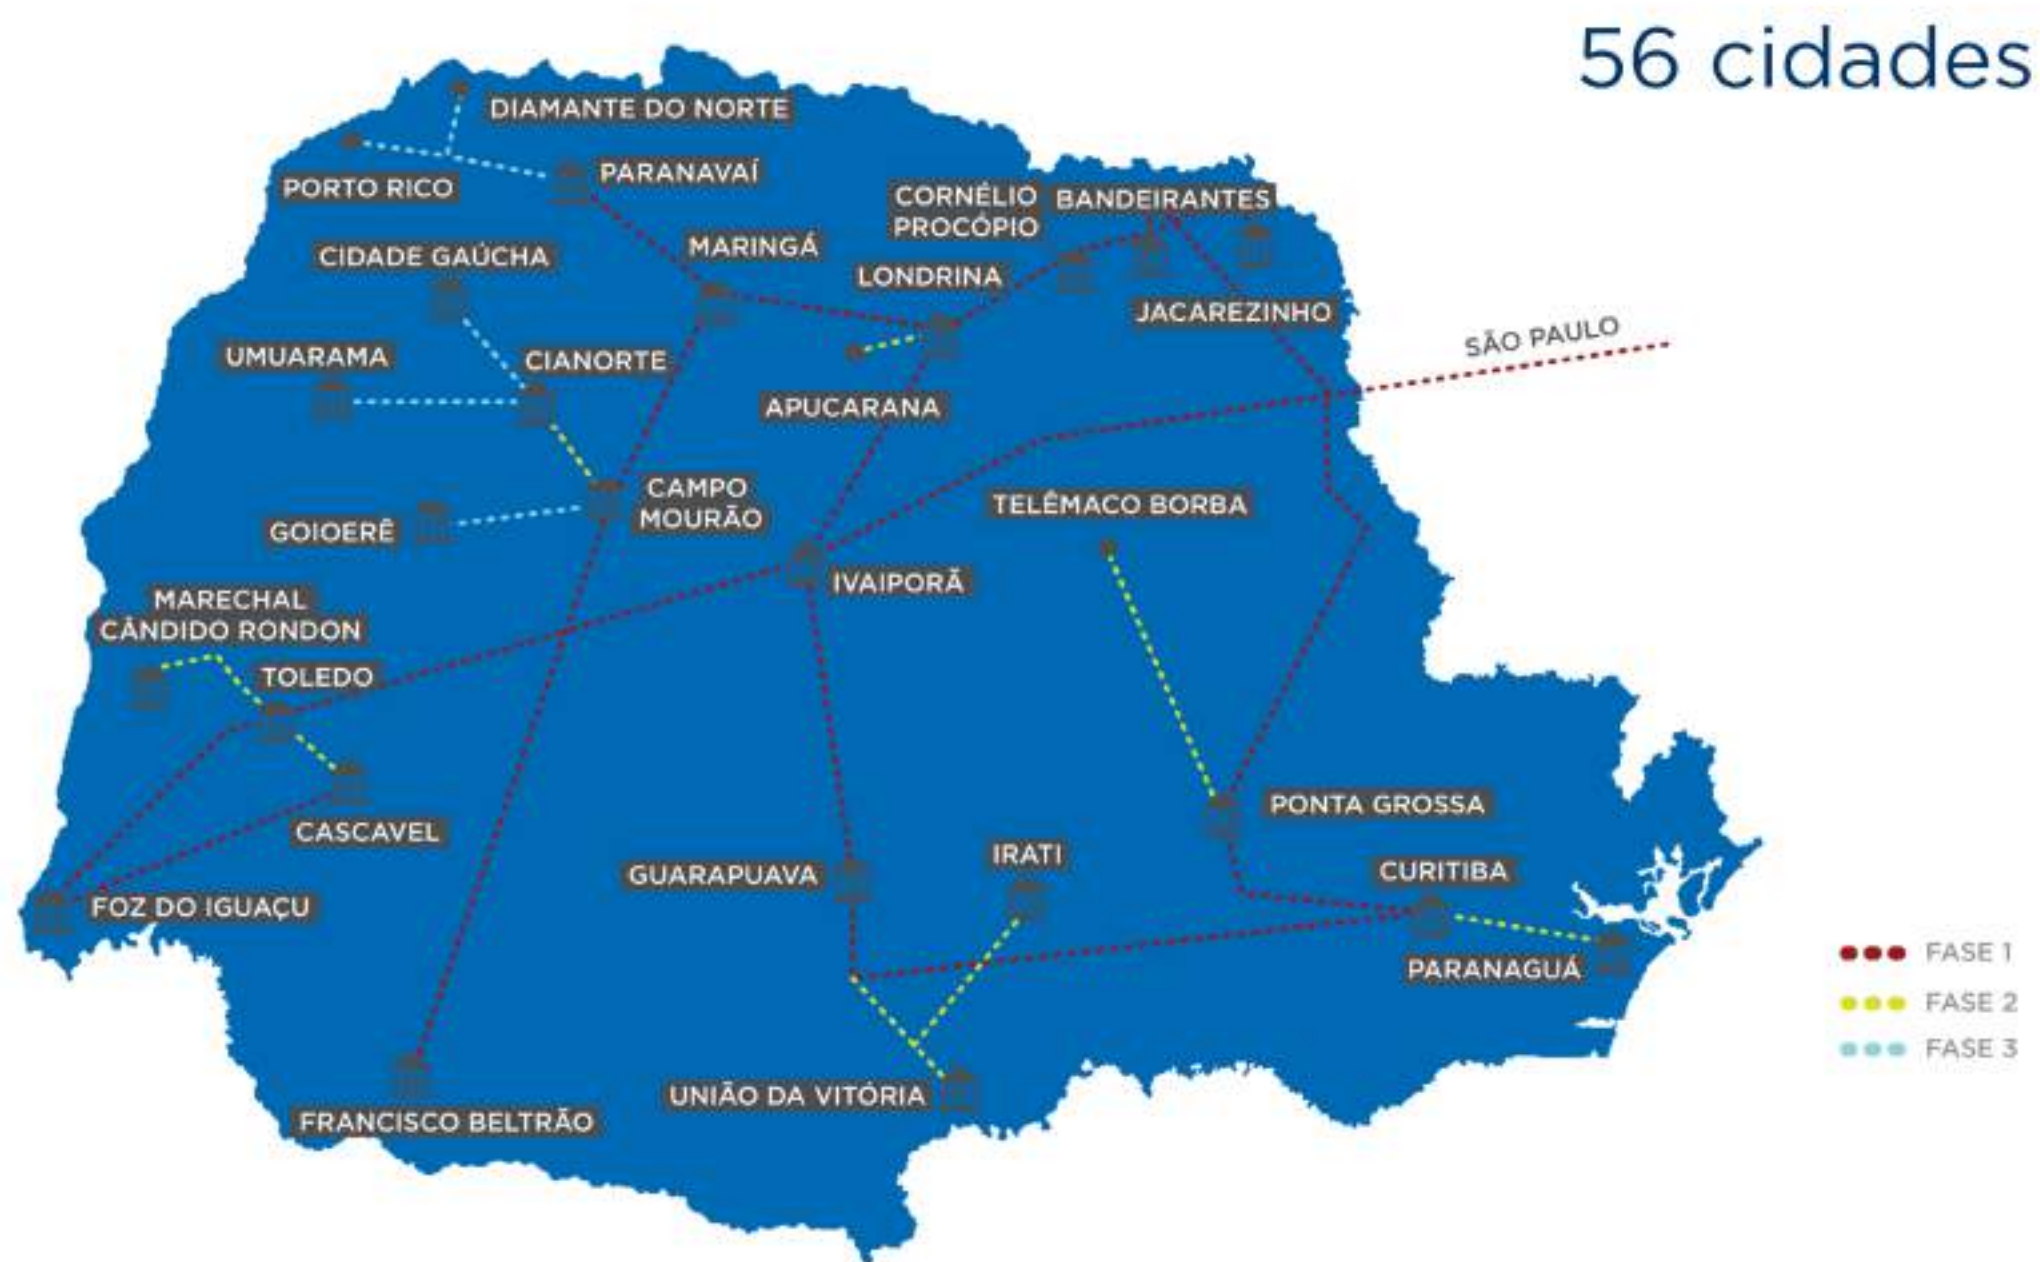 56 cidades
DIAMANTE DO NORTE
PORTO RICO
PARANAVAÍ
CORNÉLIO
PROCÓPIO
BANDEIRANTES
CIDADE GAÚCHA
MARINGÁ
LONDRINA
JACAREZINHO
SÃO PAULO
UMUARAMA
CIANORTE
APUCARANA
CAMPO
MOURÃO
TELÊMACO BORBA
GOIOERÊ
IVAIPORÃ
MARECHAL
CÂNDIDO RONDON
TOLEDO
CASCAVEL
PONTA GROSSA
IRATI
GUARAPUAVA
CURITIBA
FOZ DO IGUAÇU
PARANAGUÁ
UNIÃO DA VITÓRIA
FRANCISCO BELTRÃO
FASE 1
FASE 2
FASE 3